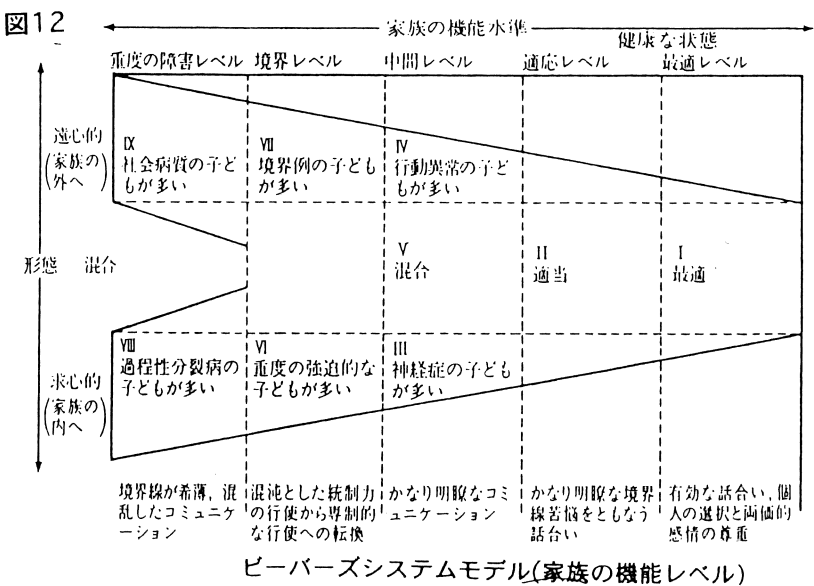 図12
家族の機能水準
健康な状態
重度の障害レベル 境界レベル 中間レベル 適応レベル 最適レベル
遠心的
(家族の
外へ)
IX
社会病質の子ど
もが多い
VII
境界例の子ども
が多い
IV
行動異常の子ど
もが多い
形態 混合
V
混合
II
適当
I
最適
求心的
(家族の
内へ)
VIII
過程性分裂病の
子どもが多い
VI
重度の強迫的な
子どもが多い
III
神経症の子ども
が多い
境界線が希薄, 混
乱したコミュニケ
ーション
混沌とした統制力
の行使から専制的
な行使への転換
かなり明瞭なコミ
ュニケーション
かなり明瞭な境界
線苦悩をともなう
話合い
有効な話合い, 個
人の選択と両価的
感情の尊重
ビーバーズシステムモデル(家族の機能レベル)